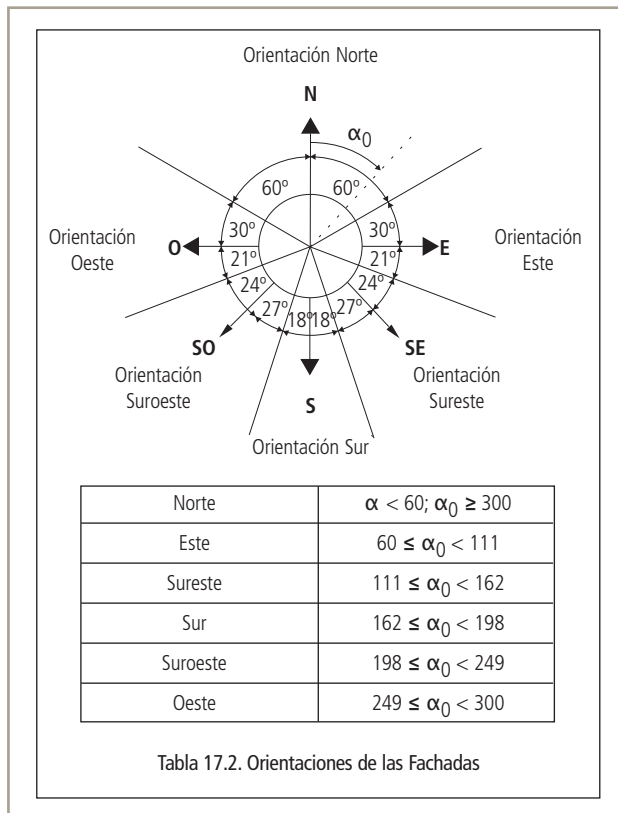 Orientación Norte
N
α0
60º 60º
Orientación
Oeste
30º 30º
O E
Orientación
Este
21º 21º
24º 24º
27º 18º 18º 27º
SO SE
Orientación
Suroeste
Orientación
Sureste
S
Orientación Sur
Norte α < 60; α0 ≥ 300
Este 60 ≤ α0 < 111
Sureste 111 ≤ α0 < 162
Sur 162 ≤ α0 < 198
Suroeste 198 ≤ α0 < 249
Oeste 249 ≤ α0 < 300
Tabla 17.2. Orientaciones de las Fachadas